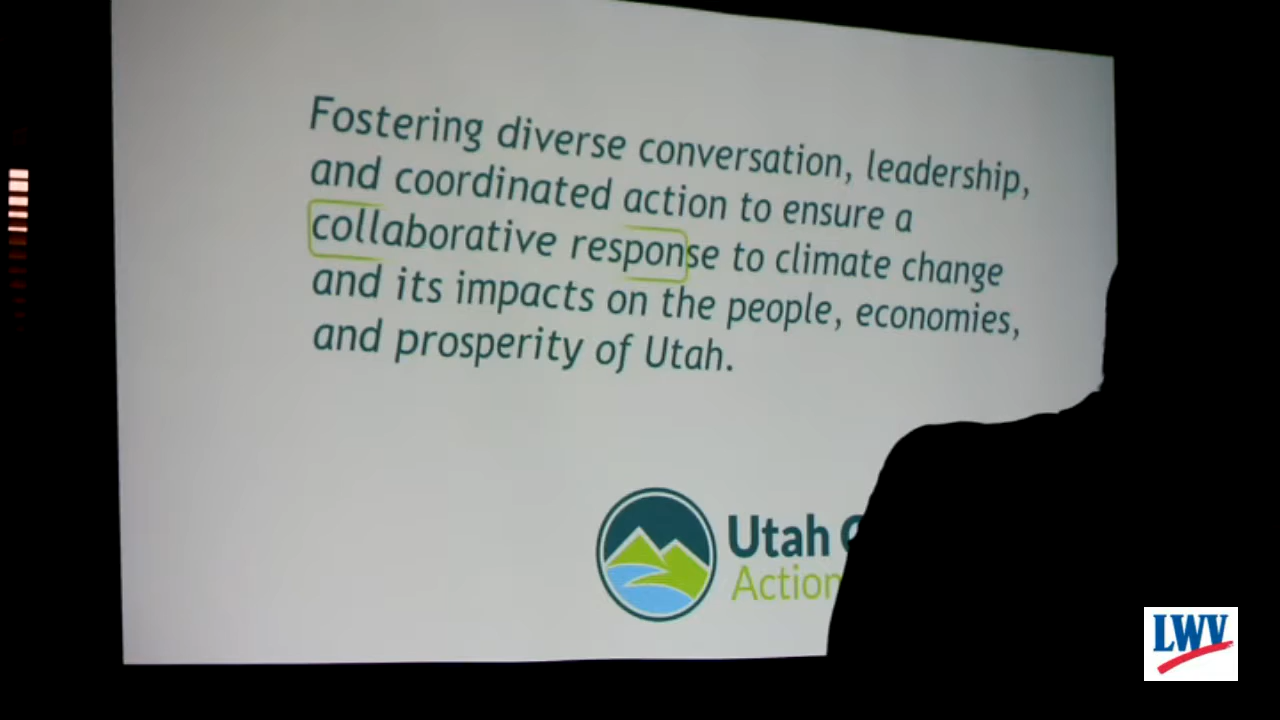 Fostering diverse conversation, leadership,
and coordinated action to ensure a
collaborative response to climate change
and its impacts on the people, economies,
and prosperity of Utah.
Utah
Action
LWV